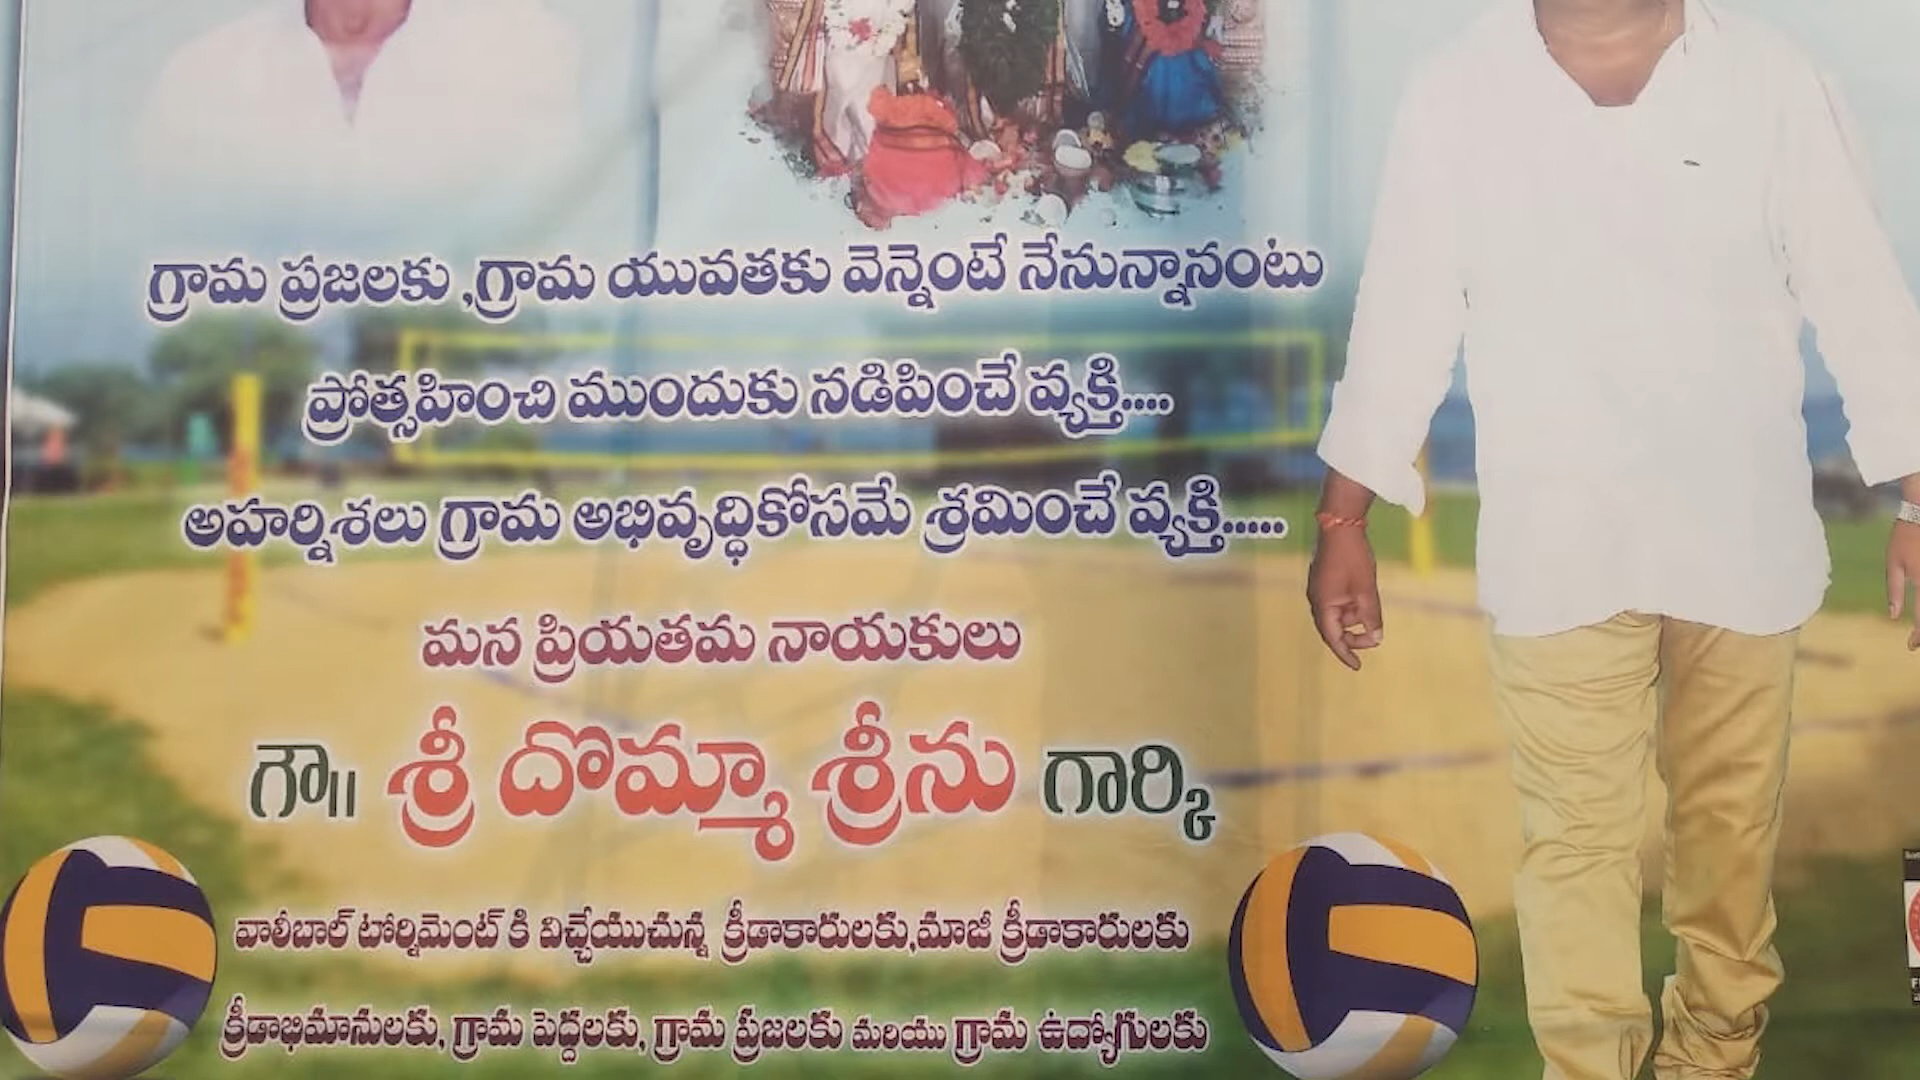 గ్రామ ప్రజలకు ,గ్రామ యువతకు వెన్నెంటే నేనున్నానంటు
ప్రోత్సహించి ముందుకు నడిపించే వ్యక్తి....
అహర్నిశలు గ్రామ అభివృద్ధికోసమే శ్రమించే వ్యక్తి.....
మన ప్రియతమ నాయకులు
గౌ॥ శ్రీ దొమ్మా శ్రీను గార్కి
వాలీబాల్ టోర్నిమెంట్ కి విచ్చేయుచున్న క్రీడాకారులకు,మాజీ క్రీడాకారులకు
క్రీడాభిమానులకు, గ్రామ పెద్దలకు, గ్రామ ప్రజలకు మరియు గ్రామ ఉద్యోగులకు